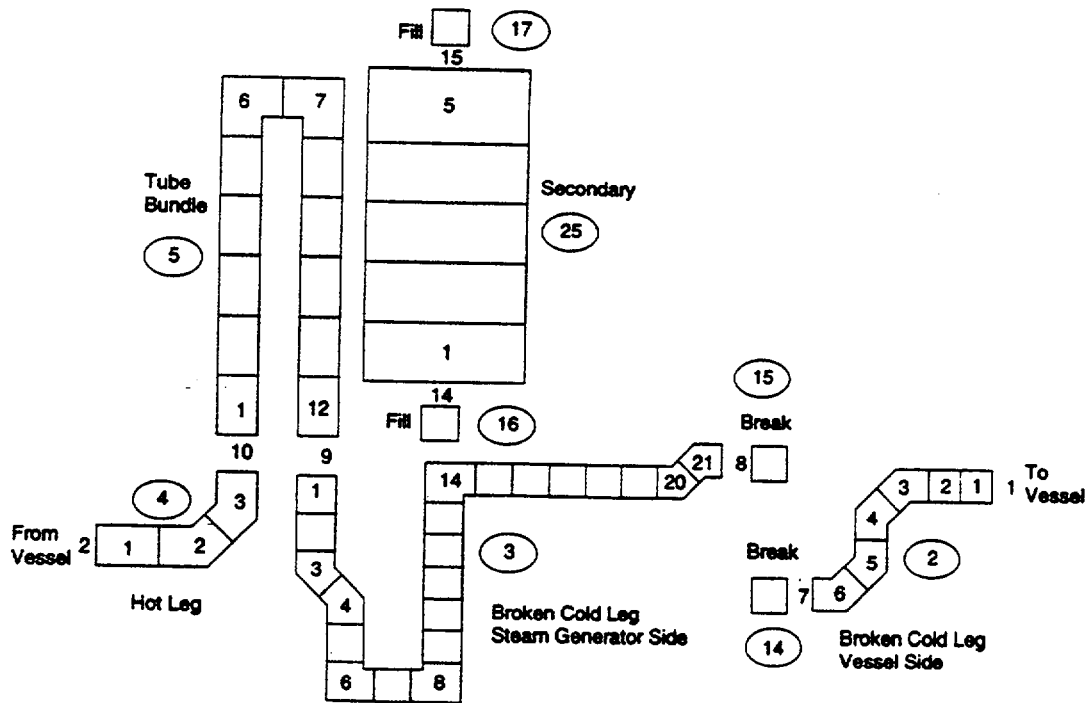 Fill
17
15
6
7
5
Tube
Bundle
5
Secondary
25
1
1
12
14
Fill
16
15
Break
10
9
8
4
3
1
14
20
21
3
2
1
1
To
Vessel
From
Vessel
2
1
2
3
4
3
4
5
2
Break
7
6
Hot Leg
Broken Cold Leg
Steam Generator Side
14
Broken Cold Leg
Vessel Side
6
8